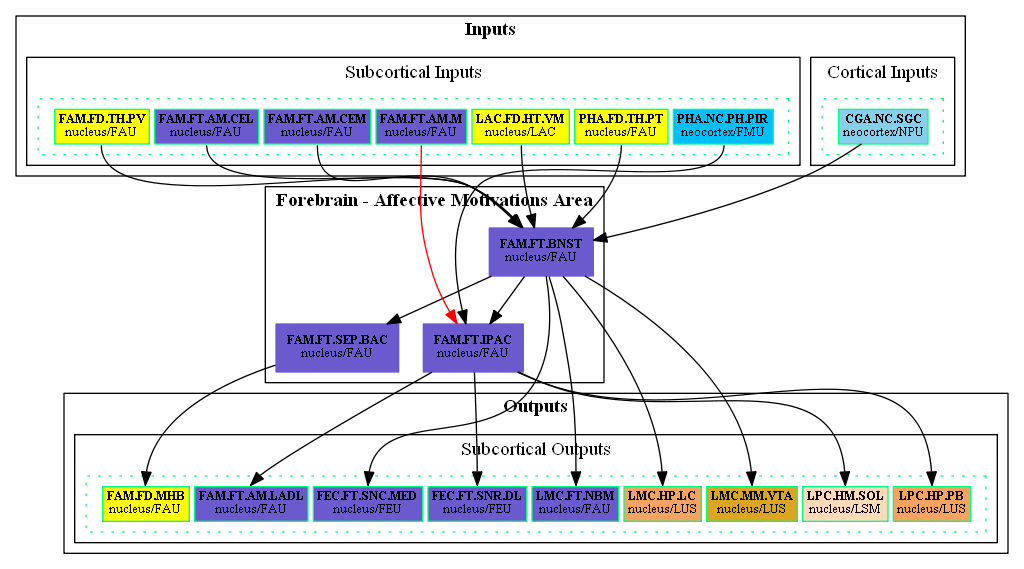 Inputs
Subcortical Inputs
Cortical Inputs
FAM.FD.TH.PV
nucleus/FAU
FAM.FT.AM.CEL
nucleus/FAU
FAM.FT.AM.CEM
nucleus/FAU
FAM.FT.AM.M
nucleus/FAU
LAC.FD.HT.VM
nucleus/LAC
PHA.FD.TH.PT
nucleus/FAU
PHA.NC.PH.PIR
neocortex/FMU
CGA.NC.SGC
neocortex/NPU
Forebrain - Affective Motivations Area
FAM.FT.BNST
nucleus/FAU
FAM.FT.SEP.BAC
nucleus/FAU
FAM.FT.IPAC
nucleus/FAU
Outputs
Subcortical Outputs
FAM.FD.MHB
nucleus/FAU
FAM.FT.AM.LADL
nucleus/FAU
FEC.FT.SNC.MED
nucleus/FEU
FEC.FT.SNR.DL
nucleus/FEU
LMC.FT.NBM
nucleus/FAU
LMC.HP.LC
nucleus/LUS
LMC.MM.VTA
nucleus/LUS
LPC.HM.SOL
nucleus/LSM
LPC.HP.PB
nucleus/LUS